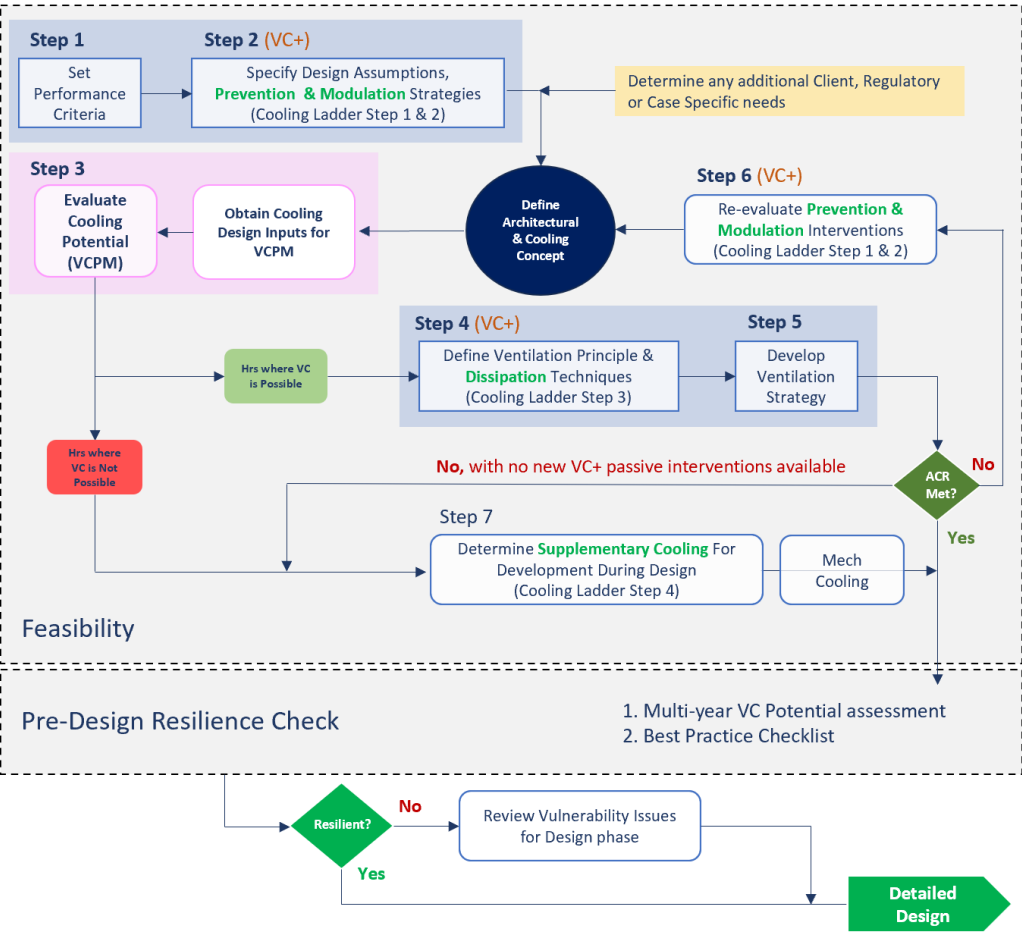 Step 1
Set
Performance
Criteria
Step 2 (VC+)
Specify Design Assumptions,
Prevention & Modulation Strategies
(Cooling Ladder Step 1 & 2)
Determine any additional Client, Regulatory
or Case Specific needs
Step 3
Evaluate
Cooling
Potential
(VCPM)
Obtain Cooling
Design Inputs for
VCPM
Define
Architectural
& Cooling
Concept
Step 6 (VC+)
Re-evaluate Prevention &
Modulation Interventions
(Cooling Ladder Step 1 & 2)
Hrs where VC
is Possible
Step 4 (VC+)
Define Ventilation Principle &
Dissipation Techniques
(Cooling Ladder Step 3)
Step 5
Develop
Ventilation
Strategy
Hrs where
VC is Not
Possible
No, with no new VC+ passive interventions available
ACR
Met?
No
Yes
Step 7
Determine Supplementary Cooling For
Development During Design
(Cooling Ladder Step 4)
Mech
Cooling
Feasibility
Pre-Design Resilience Check
1. Multi-year VC Potential assessment
2. Best Practice Checklist
Resilient?
No
Yes
Review Vulnerability Issues
for Design phase
Detailed
Design